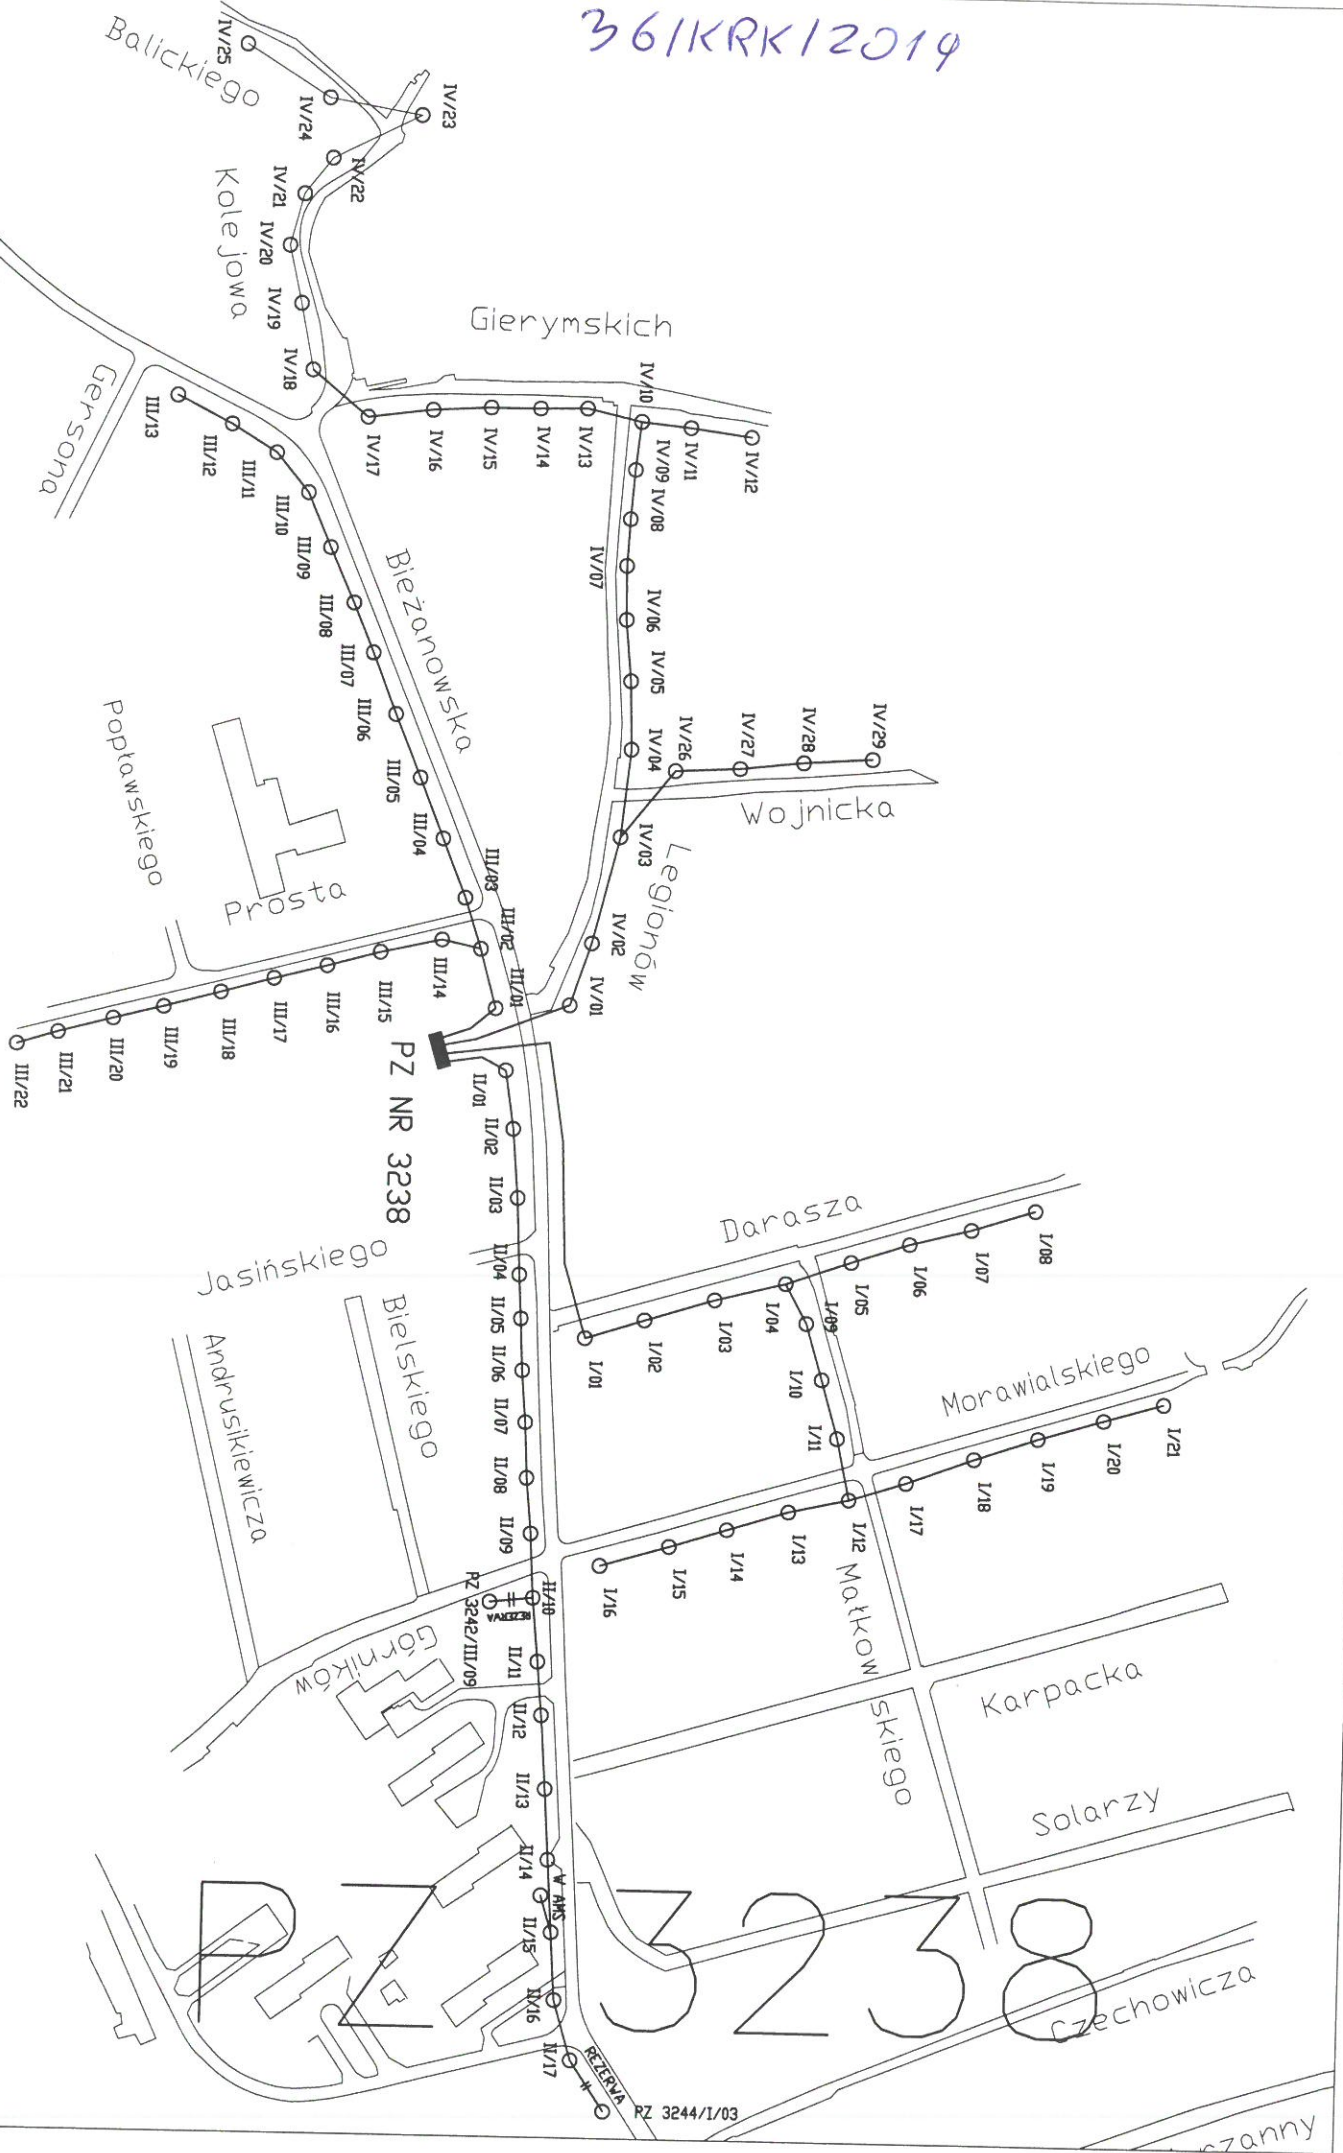 36/KRK/2019
Balickiego
IV/25
IV/24
IV/23
IV/22
IV/21
IV/20
IV/19
IV/18
Kolejowa
Gierymskich
IV/10
IV/11
IV/12
IV/17
IV/16
IV/15
IV/14
IV/13
IV/09
IV/08
IV/07
IV/06
IV/05
IV/04
IV/26
IV/27
IV/28
IV/29
Wojnicka
IV/03
Legionów
IV/02
IV/01
Gersona
III/13
III/12
III/11
III/10
III/09
III/08
III/07
III/06
III/05
III/04
III/03
III/02
III/01
Bieżanowska
Popławskiego
Prosta
III/14
III/15
III/16
III/17
III/18
III/19
III/20
III/21
III/22
PZ NR 3238
II/01
II/02
II/03
II/04
II/05
II/06
II/07
II/08
II/09
II/10
II/11
II/12
II/13
II/14
W AMS
II/15
II/16
II/17
REZERWA
PZ 3244/I/03
REZERWA
PZ 3242/III/09
Jasińskiego
Bielskiego
Andrusikiewicza
Górników
Darasza
I/08
I/07
I/06
I/05
I/04
I/03
I/02
I/01
I/09
I/10
I/11
I/12
I/13
I/14
I/15
I/16
I/17
I/18
I/19
I/20
I/21
Morawialskiego
Małkow skiego
Karpacka
Solarzy
Czechowicza
rzanny
PZ 3238